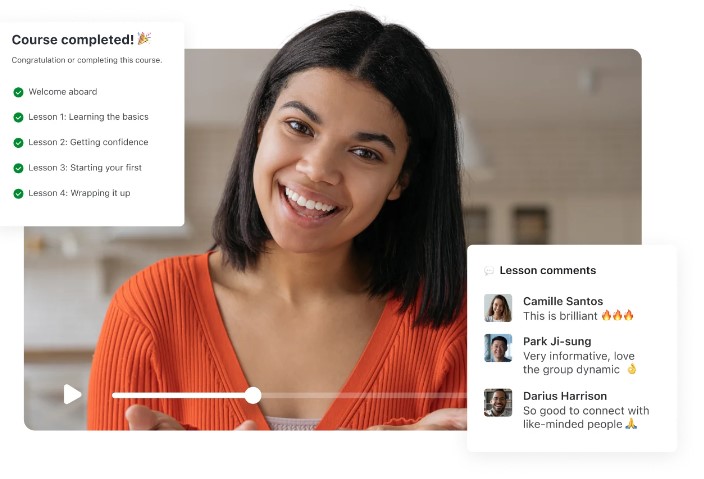 Course completed! 🎉
Congratulation or completing this course.
Welcome aboard
Lesson 1: Learning the basics
Lesson 2: Getting confidence
Lesson 3: Starting your first
Lesson 4: Wrapping it up
Lesson comments
Camille Santos
This is brilliant 🔥🔥🔥
Park Ji-sung
Very informative, love
the group dynamic 👌
Darius Harrison
So good to connect with
like-minded people 🙏